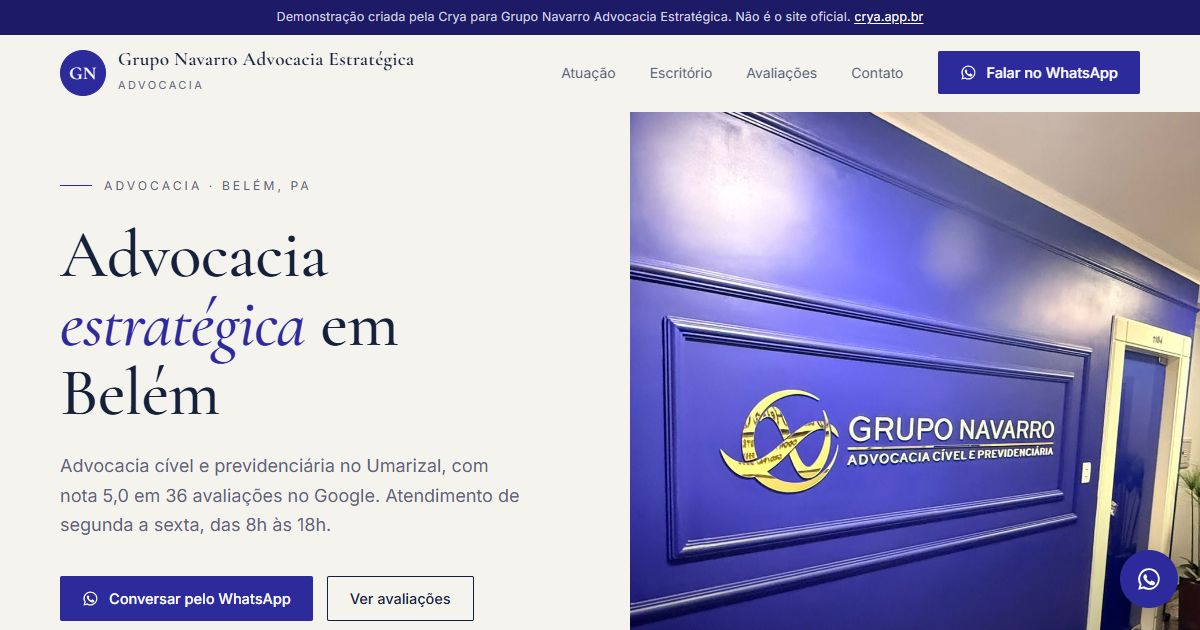 Demonstração criada pela Crya para Grupo Navarro Advocacia Estratégica. Não é o site oficial. crya.app.br
GN
Grupo Navarro Advocacia Estratégica
ADVOCACIA
Atuação
Escritório
Avaliações
Contato
Falar no WhatsApp
ADVOCACIA · BELÉM, PA
Advocacia
estratégica em
Belém
Advocacia cível e previdenciária no Umarizal, com
nota 5,0 em 36 avaliações no Google. Atendimento de
segunda a sexta, das 8h às 18h.
Conversar pelo WhatsApp
Ver avaliações
GRUPO NAVARRO
ADVOCACIA CÍVEL E PREVIDENCIÁRIA